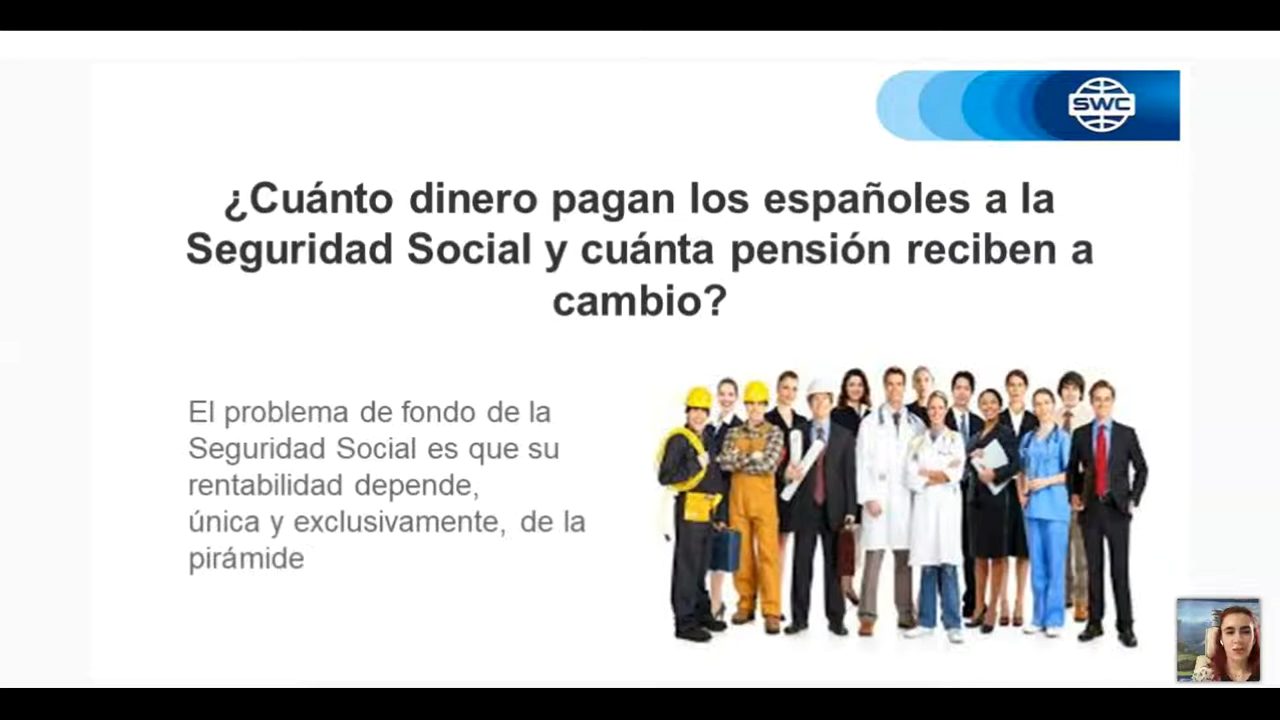 SWC
¿Cuánto dinero pagan los españoles a la
Seguridad Social y cuánta pensión reciben a
cambio?
El problema de fondo de la
Seguridad Social es que su
rentabilidad depende,
única y exclusivamente, de la
pirámide